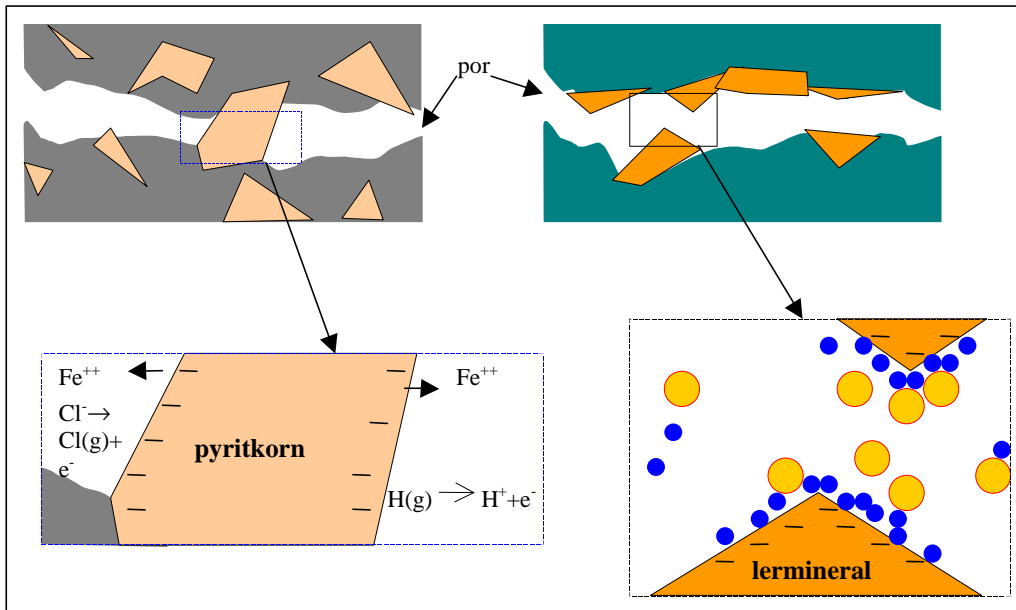 por
Fe⁺⁺
Cl⁻→
Cl(g)+
e⁻
pyritkorn
Fe⁺⁺
H(g) → H⁺+e⁻
lermineral